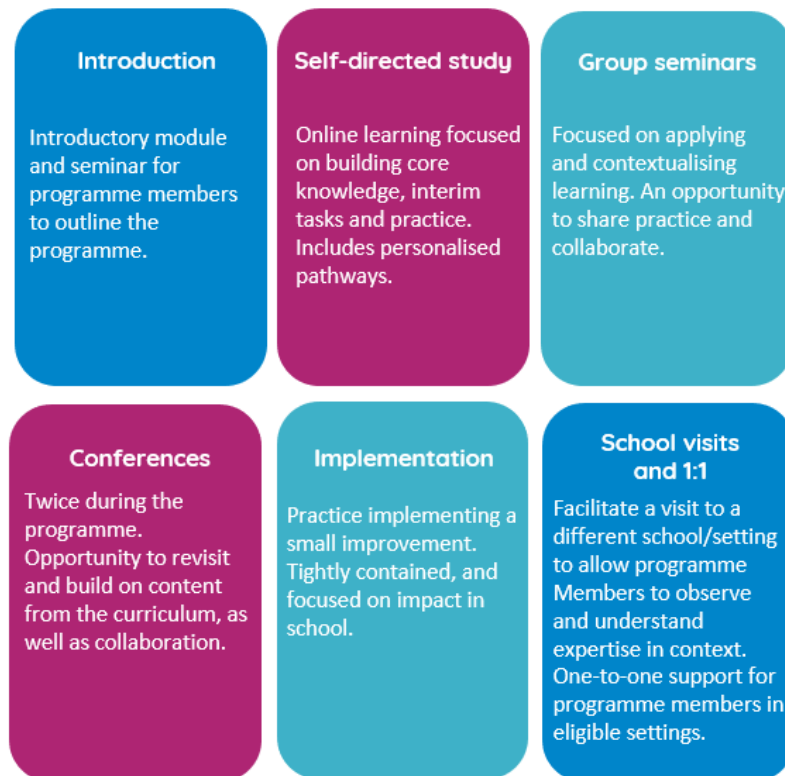 Introduction
Introductory module
and seminar for
programme members
to outline the
programme.
Self-directed study
Online learning focused
on building core
knowledge, interim
tasks and practice.
Includes personalised
pathways.
Group seminars
Focused on applying
and contextualising
learning. An opportunity
to share practice and
collaborate.
Conferences
Twice during the
programme.
Opportunity to revisit
and build on content
from the curriculum, as
well as collaboration.
Implementation
Practice implementing a
small improvement.
Tightly contained, and
focused on impact in
school.
School visits
and 1:1
Facilitate a visit to a
different school/setting
to allow programme
Members to observe
and understand
expertise in context.
One-to-one support for
programme members in
eligible settings.